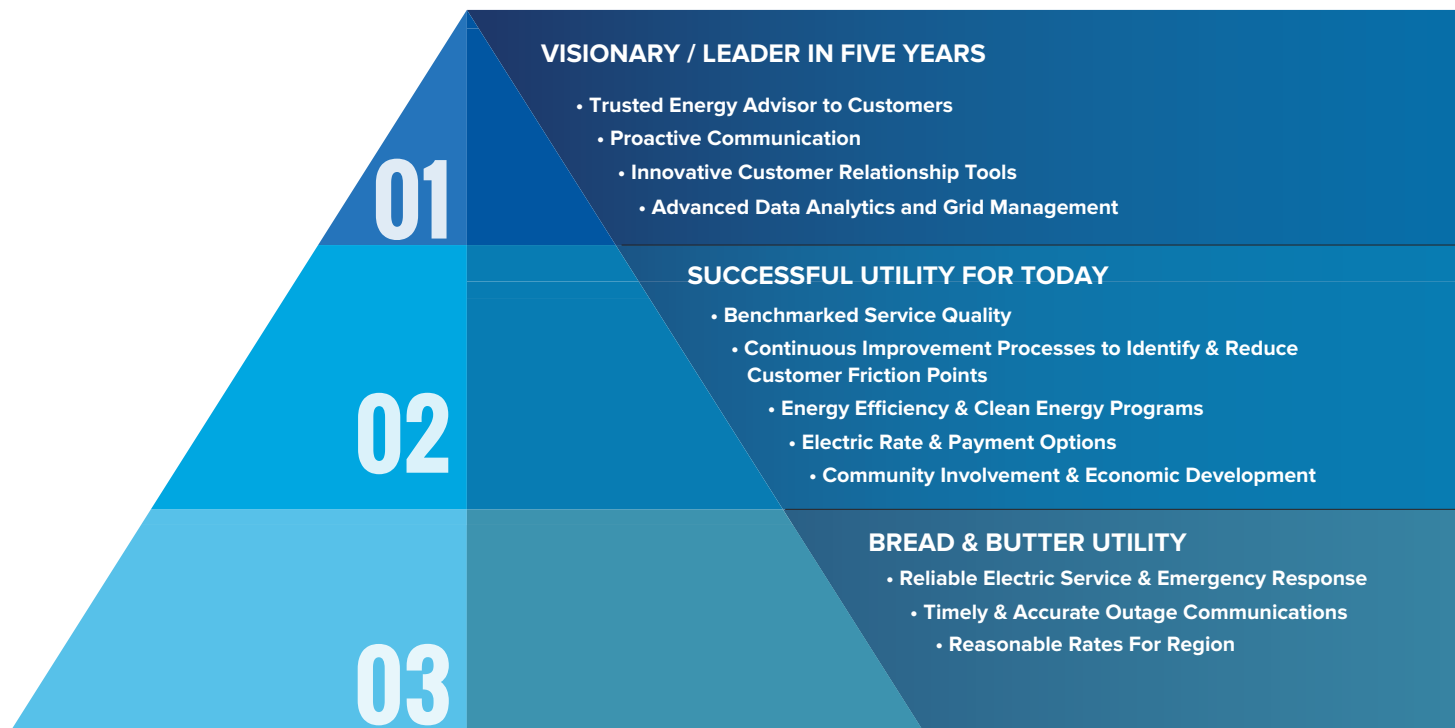 01
VISIONARY / LEADER IN FIVE YEARS
• Trusted Energy Advisor to Customers
• Proactive Communication
• Innovative Customer Relationship Tools
• Advanced Data Analytics and Grid Management
02
SUCCESSFUL UTILITY FOR TODAY
• Benchmarked Service Quality
• Continuous Improvement Processes to Identify & Reduce
Customer Friction Points
• Energy Efficiency & Clean Energy Programs
• Electric Rate & Payment Options
• Community Involvement & Economic Development
03
BREAD & BUTTER UTILITY
• Reliable Electric Service & Emergency Response
• Timely & Accurate Outage Communications
• Reasonable Rates For Region